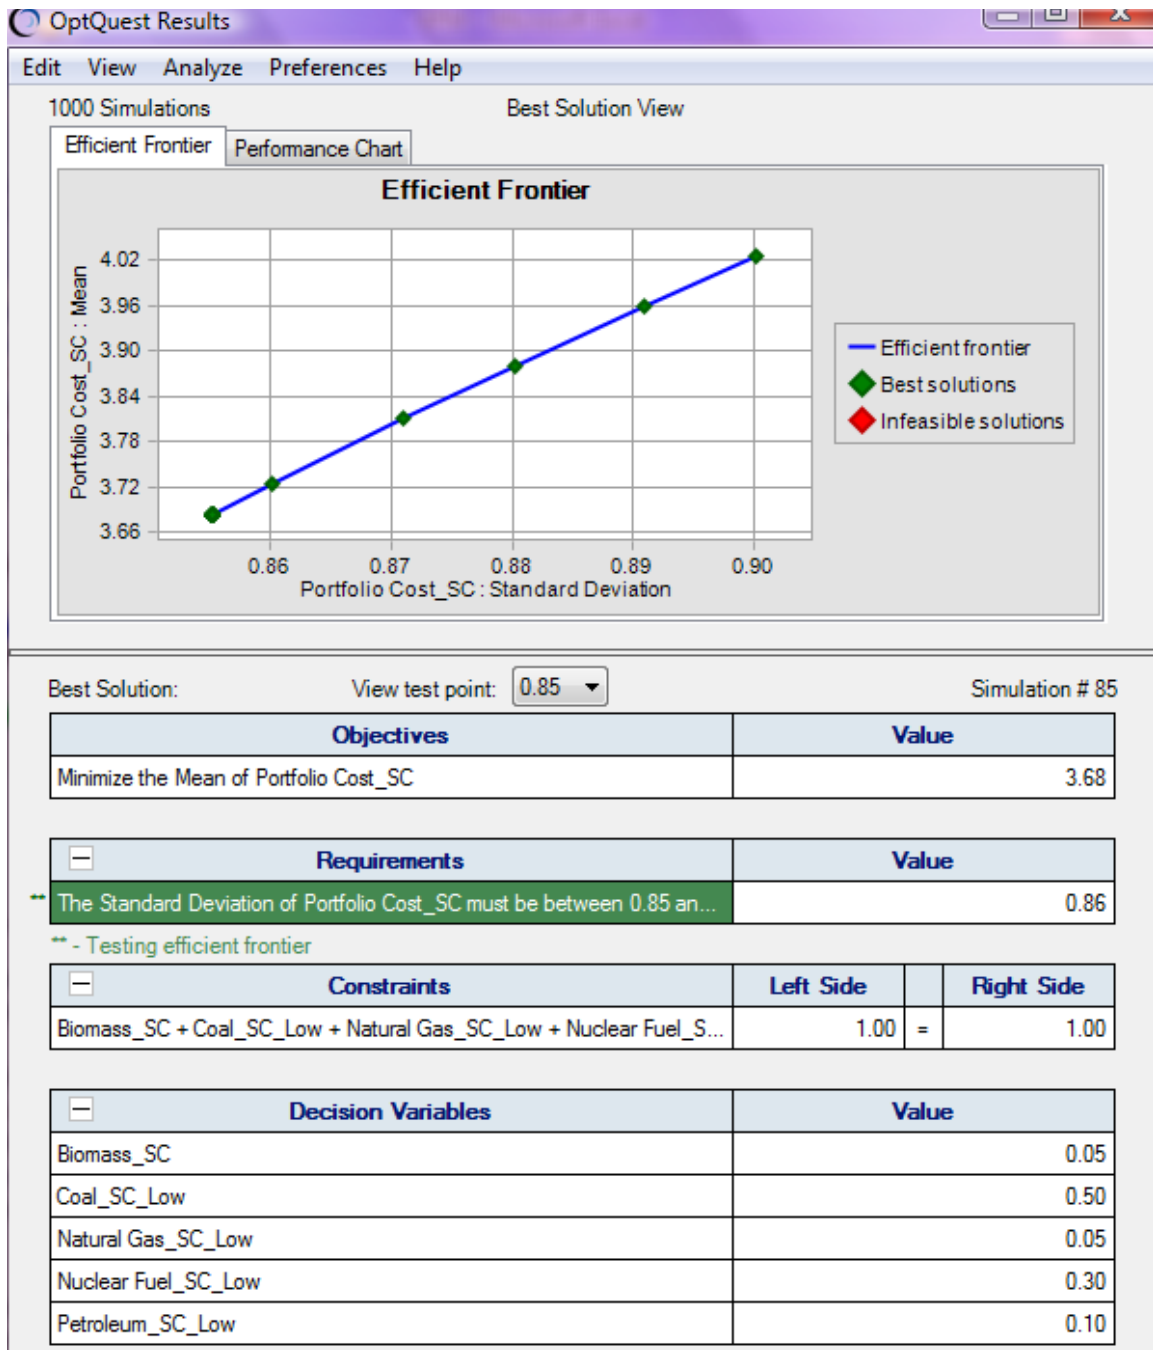 OptQuest Results
Edit View Analyze Preferences Help
1000 Simulations Best Solution View
Efficient Frontier Performance Chart
Efficient Frontier
Portfolio Cost_SC : Mean
4.02
3.96
3.90
3.84
3.78
3.72
3.66
0.86 0.87 0.88 0.89 0.90
Portfolio Cost_SC : Standard Deviation
Efficient frontier
Best solutions
Infeasible solutions
Best Solution: View test point: 0.85 Simulation # 85
Objectives Value
Minimize the Mean of Portfolio Cost_SC 3.68
Requirements Value
** The Standard Deviation of Portfolio Cost_SC must be between 0.85 an... 0.86
** - Testing efficient frontier
Constraints Left Side Right Side
Biomass_SC + Coal_SC_Low + Natural Gas_SC_Low + Nuclear Fuel_S... 1.00 = 1.00
Decision Variables Value
Biomass_SC 0.05
Coal_SC_Low 0.50
Natural Gas_SC_Low 0.05
Nuclear Fuel_SC_Low 0.30
Petroleum_SC_Low 0.10